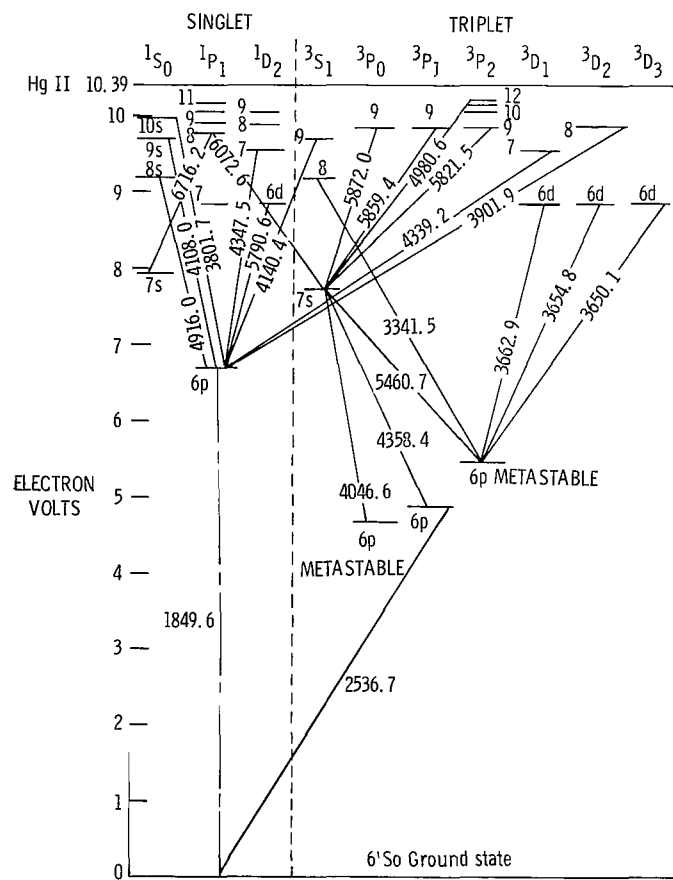 SINGLET TRIPLET
¹S₀ ¹P₁ ¹D₂ ³S₁ ³P₀ ³P₁ ³P₂ ³D₁ ³D₂ ³D₃
Hg II 10.39
11 9 12
10 10
10s 9 8 9 9 9 9 8
9s 8 7 7
8s 8
9 7 6d 6d 6d 6d
6716.2 6072.6 5872.0 5859.4 4980.6 5821.5
4108.0 3801.7 4347.5 5790.6 4140.4 4339.2 3901.9
8
7s 7s
4916.0 3341.5 3662.9 3654.8 3650.1
7
6p 5460.7
6
4358.4
ELECTRON VOLTS
6p METASTABLE
5 4046.6
6p 6p
METASTABLE
4
3 1849.6
2536.7
2
1
6'So Ground state
0